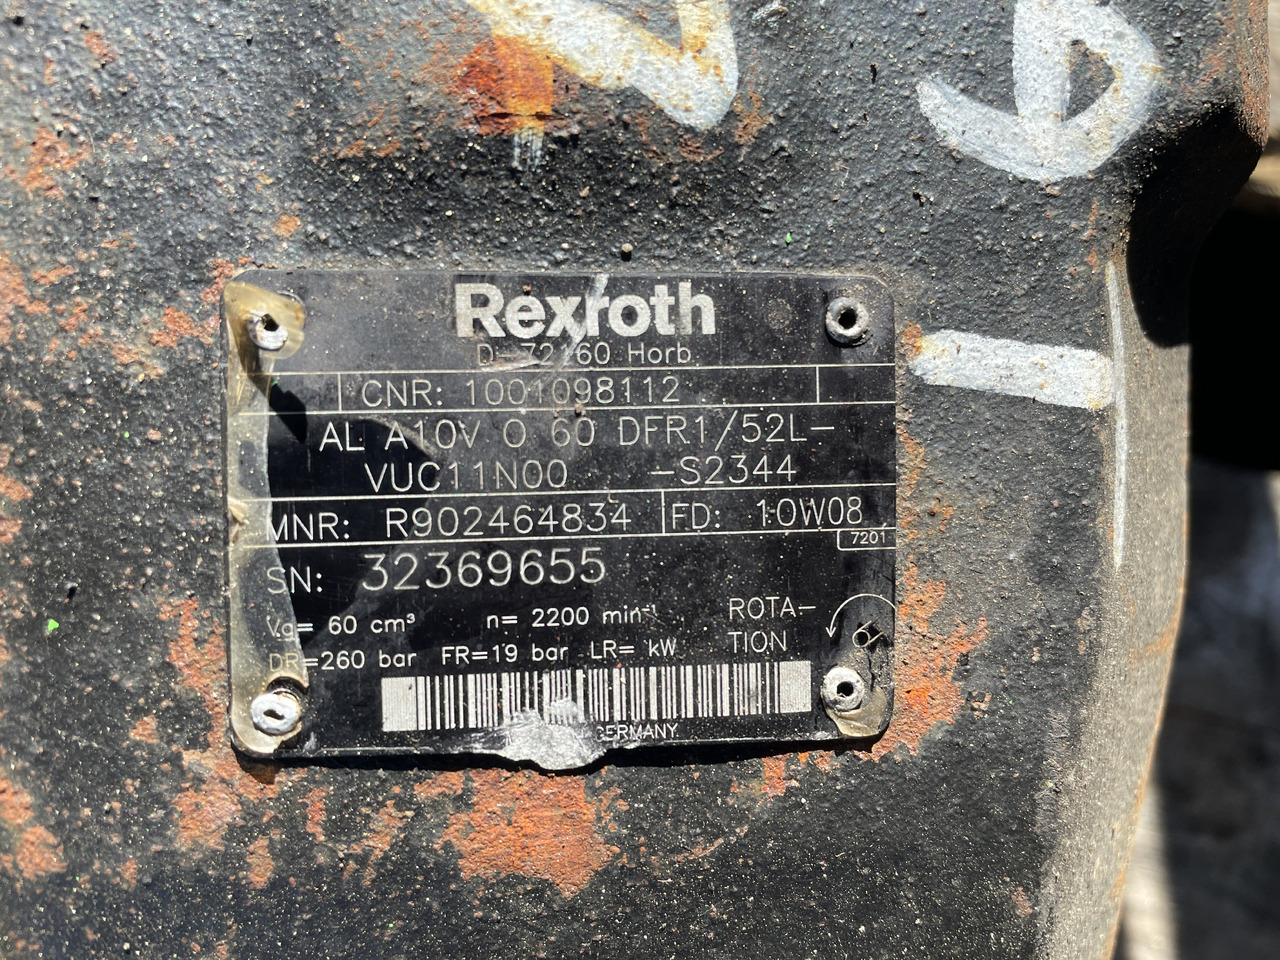 Rexroth
D-72160 Horb
CNR: 1001098112
AL A10V O 60 DFR1/52L-
VUC11N00 -S2344
MNR: R902464834 FD: 10W08
7201
SN: 32369655
Vg= 60 cm³ n= 2200 min⁻¹ ROTA-
TION
DR=260 bar FR=19 bar LR= kW
GERMANY